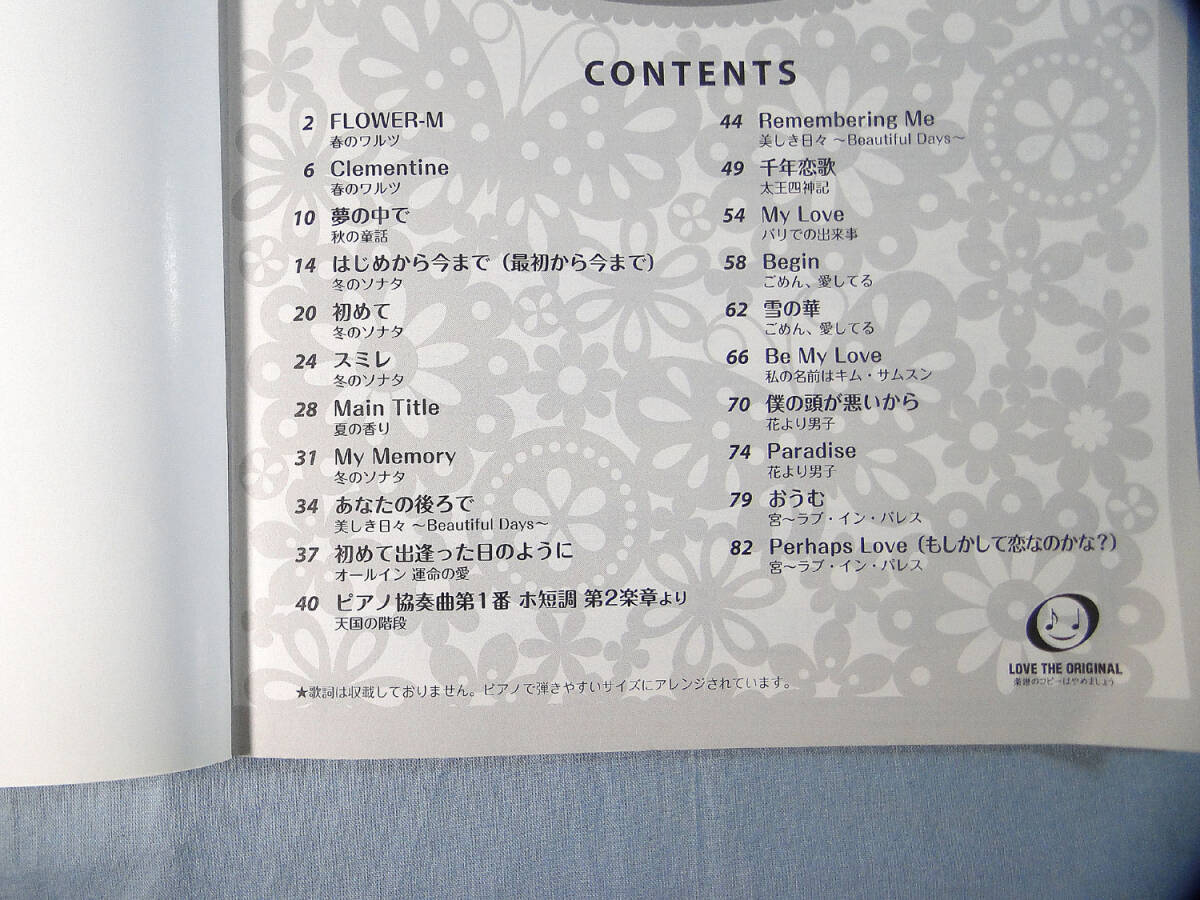 CONTENTS
2 FLOWER-M
春のワルツ
6 Clementine
春のワルツ
10 夢の中で
秋の童話
14 はじめから今まで（最初から今まで）
冬のソナタ
20 初めて
冬のソナタ
24 スミレ
冬のソナタ
28 Main Title
夏の香り
31 My Memory
冬のソナタ
34 あなたの後ろで
美しき日々 ～Beautiful Days～
37 初めて出逢った日のように
オールイン 運命の愛
40 ピアノ協奏曲第1番 ホ短調 第2楽章より
天国の階段
44 Remembering Me
美しき日々 ～Beautiful Days～
49 千年恋歌
太王四神記
54 My Love
バリでの出来事
58 Begin
ごめん、愛してる
62 雪の華
ごめん、愛してる
66 Be My Love
私の名前はキム・サムスン
70 僕の頭が悪いから
花より男子
74 Paradise
花より男子
79 おうむ
宮～ラブ・イン・パレス
82 Perhaps Love（もしかして恋なのかな？）
宮～ラブ・イン・パレス
★歌詞は収載しておりません。ピアノで弾きやすいサイズにアレンジされています。
LOVE THE ORIGINAL
楽譜のコピーはやめましょう